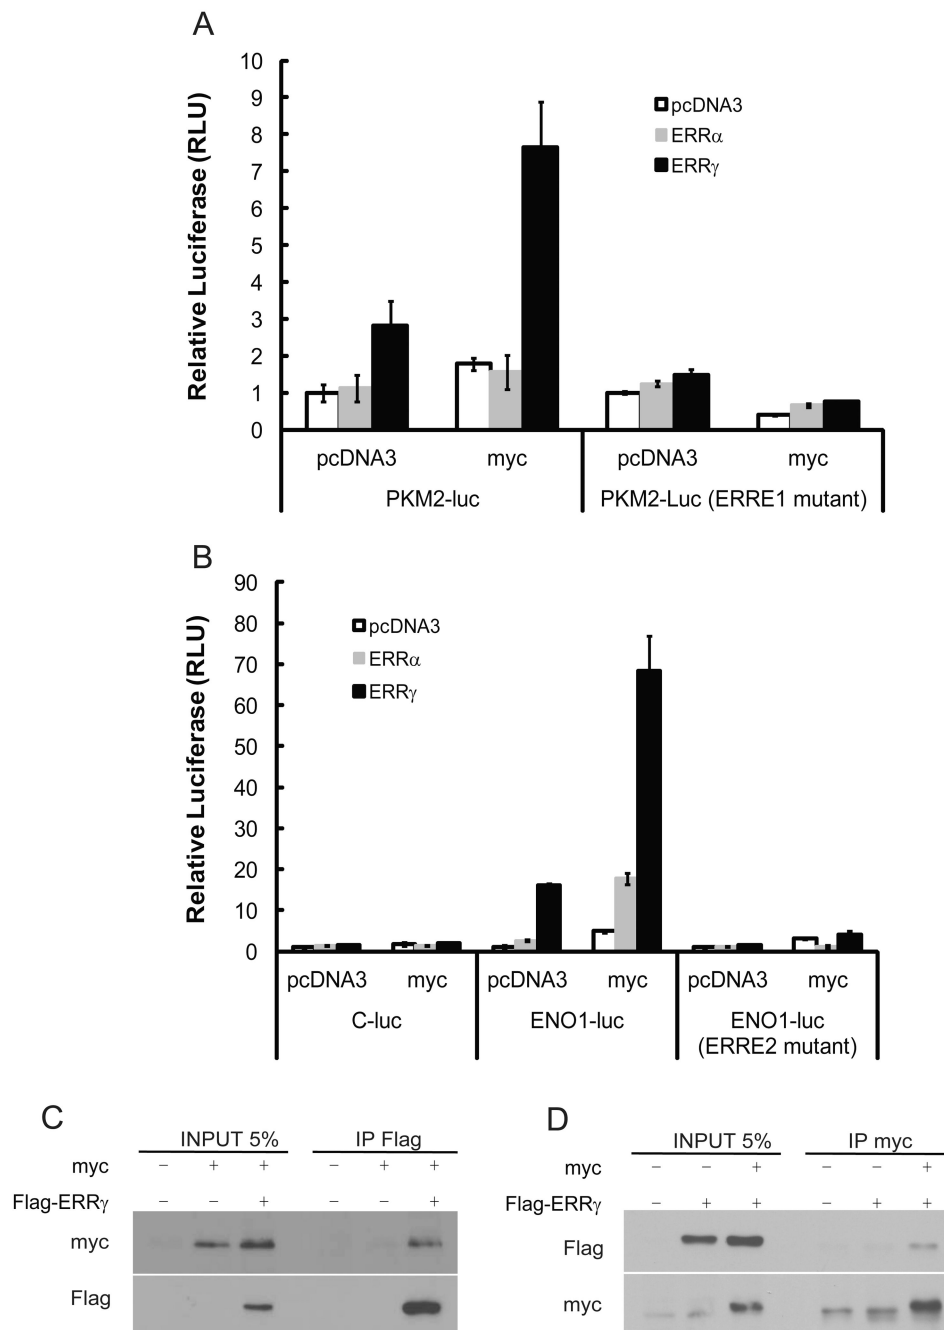 A
10
9
8
7
6
5
4
3
2
1
0
Relative Luciferase (RLU)
pcDNA3
ERRα
ERRγ
pcDNA3 myc pcDNA3 myc
PKM2-luc PKM2-Luc (ERRE1 mutant)
B
90
80
70
60
50
40
30
20
10
0
Relative Luciferase (RLU)
pcDNA3
ERRα
ERRγ
pcDNA3 myc pcDNA3 myc pcDNA3 myc
C-luc ENO1-luc ENO1-luc
(ERRE2 mutant)
C
INPUT 5% IP Flag
myc − + + − + +
Flag-ERRγ − − + − − +
myc
Flag
D
INPUT 5% IP myc
myc − − + − − +
Flag-ERRγ − + + − + +
Flag
myc